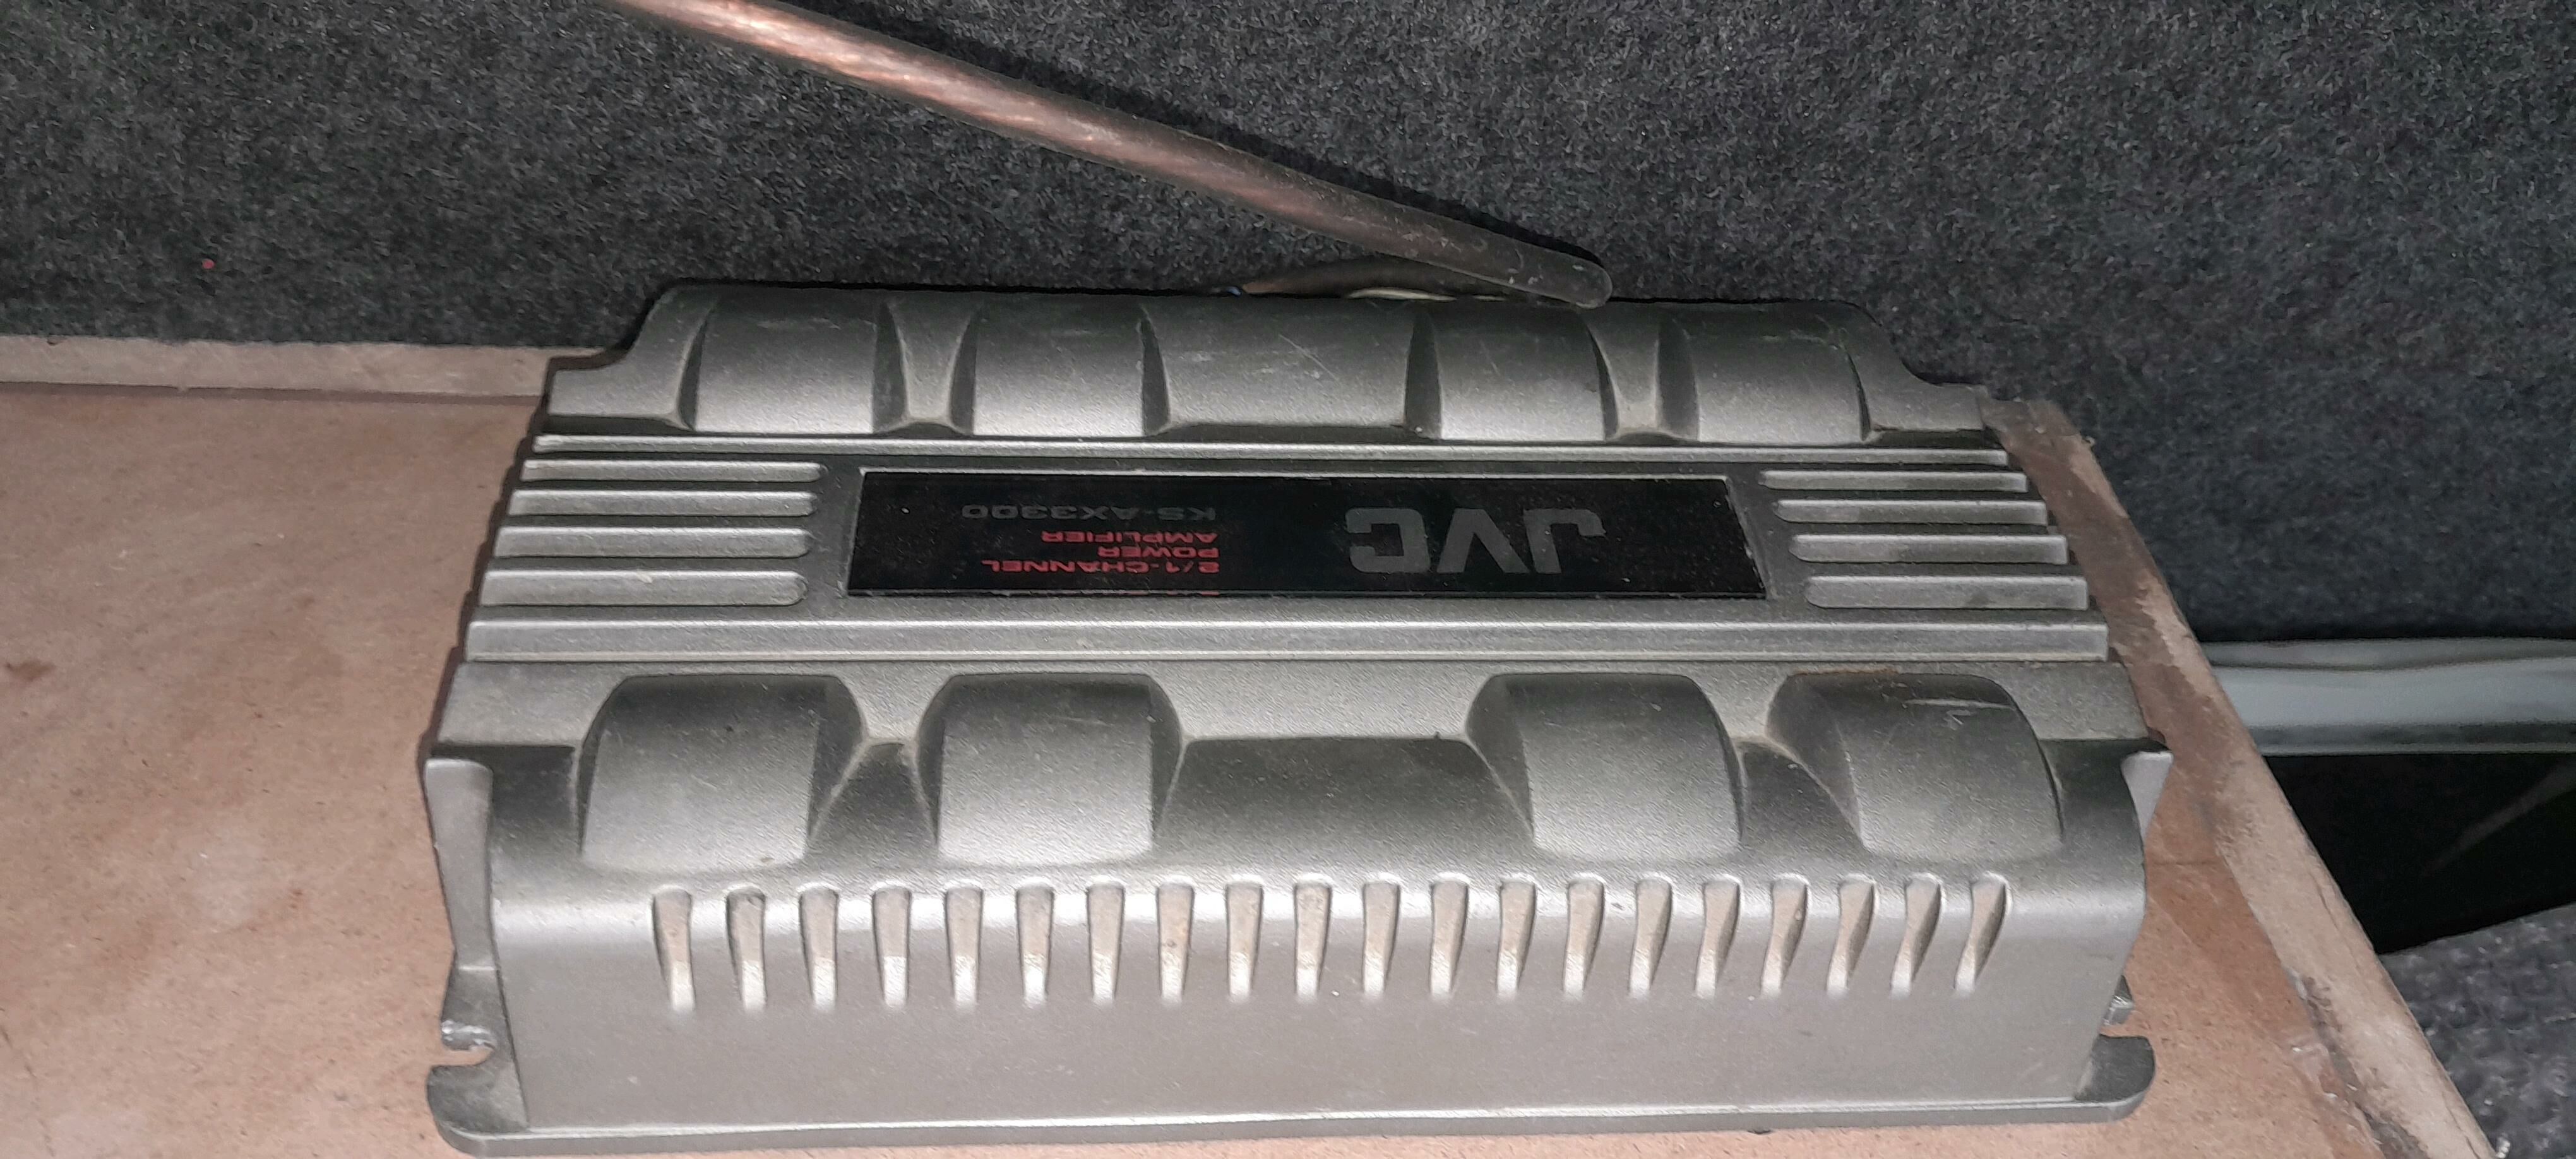 JVC
2/1-CHANNEL
POWER
AMPLIFIER
KS-AX3300